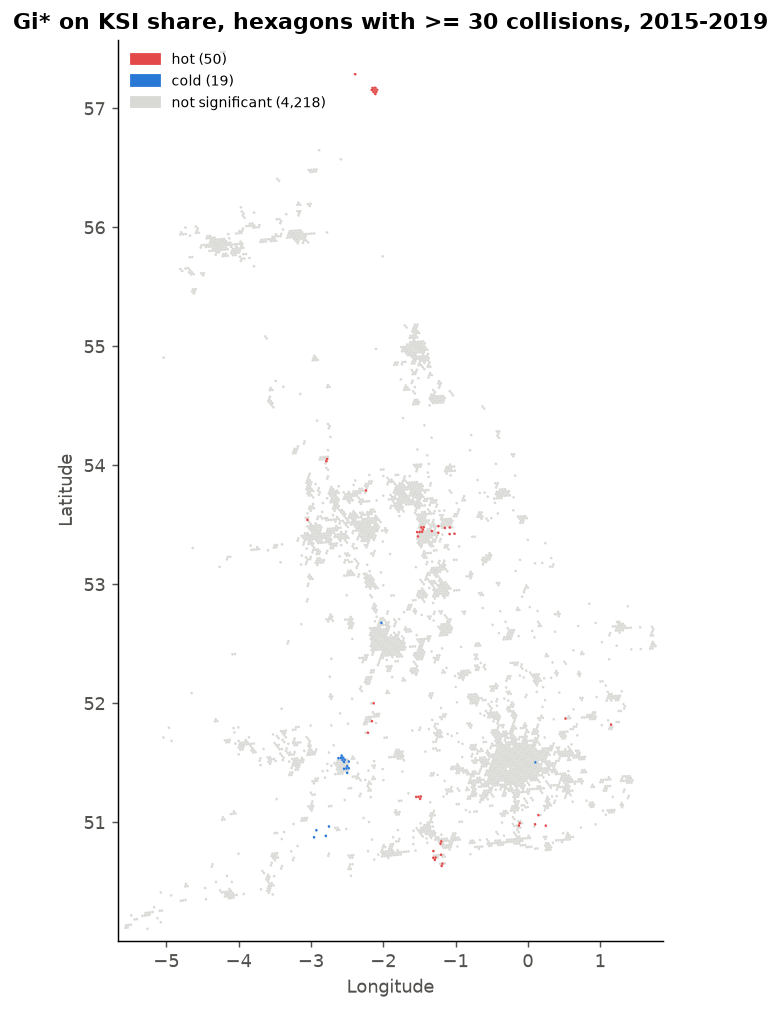 Gi* on KSI share, hexagons with >= 30 collisions, 2015-2019
hot (50)
cold (19)
not significant (4,218)
57
56
55
54
53
52
51
Latitude
−5 −4 −3 −2 −1 0 1
Longitude